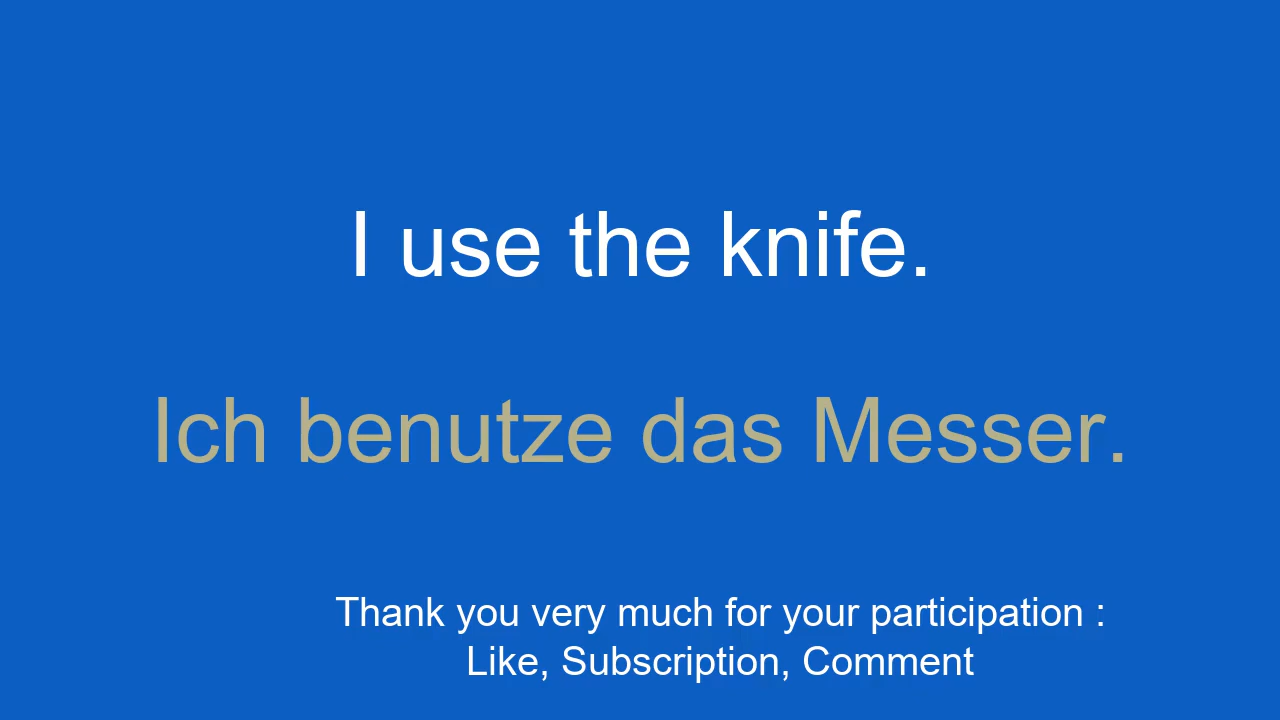 I use the knife.
Ich benutze das Messer.
Thank you very much for your participation :
Like, Subscription, Comment